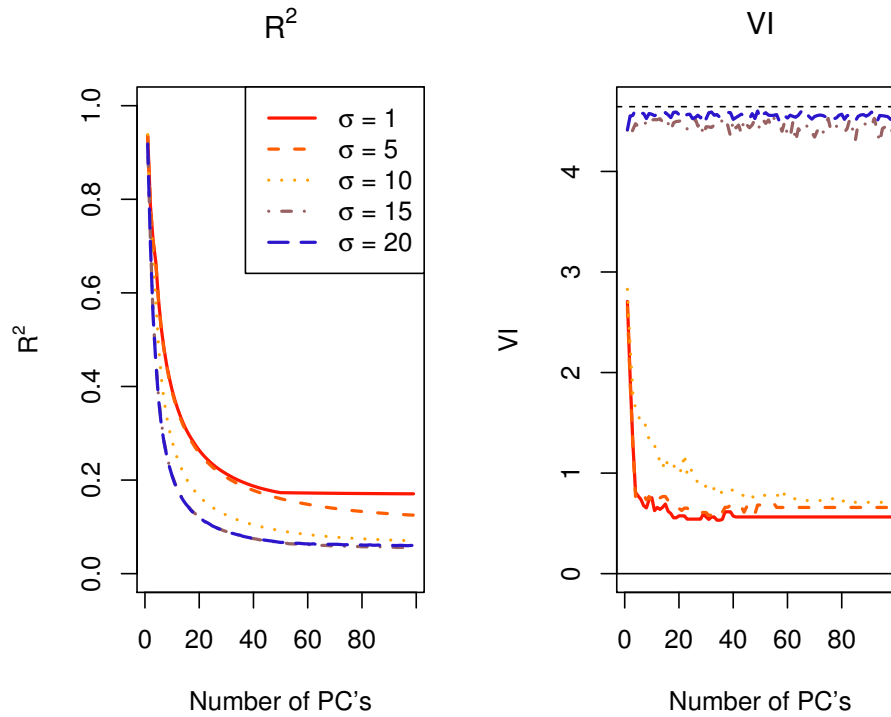 R²
VI
R²
1.0
0.8
0.6
0.4
0.2
0.0
σ = 1
σ = 5
σ = 10
σ = 15
σ = 20
0 20 40 60 80
Number of PC's
VI
4
3
2
1
0
0 20 40 60 80
Number of PC's